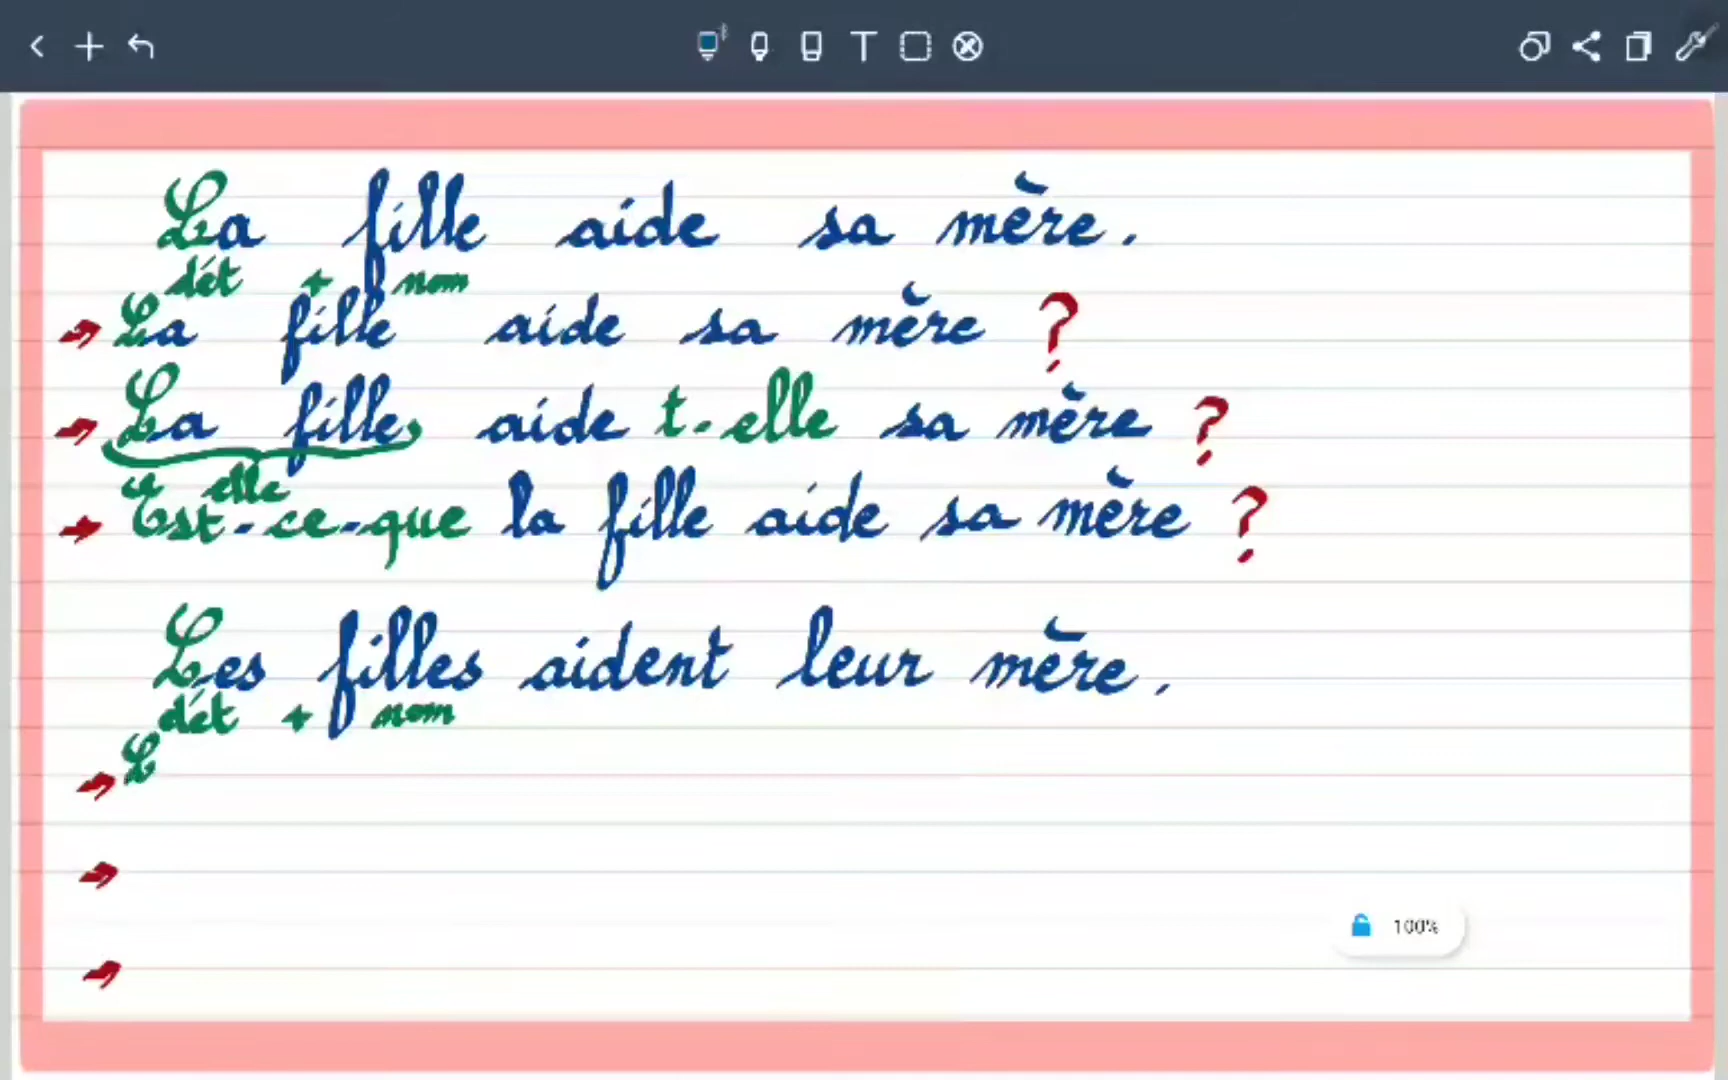 La fille aide sa mère.
dét + nom
La fille aide sa mère ?
La fille aide t-elle sa mère ?
elle
Est-ce-que la fille aide sa mère ?
Les filles aident leur mère.
dét + nom
L
100%